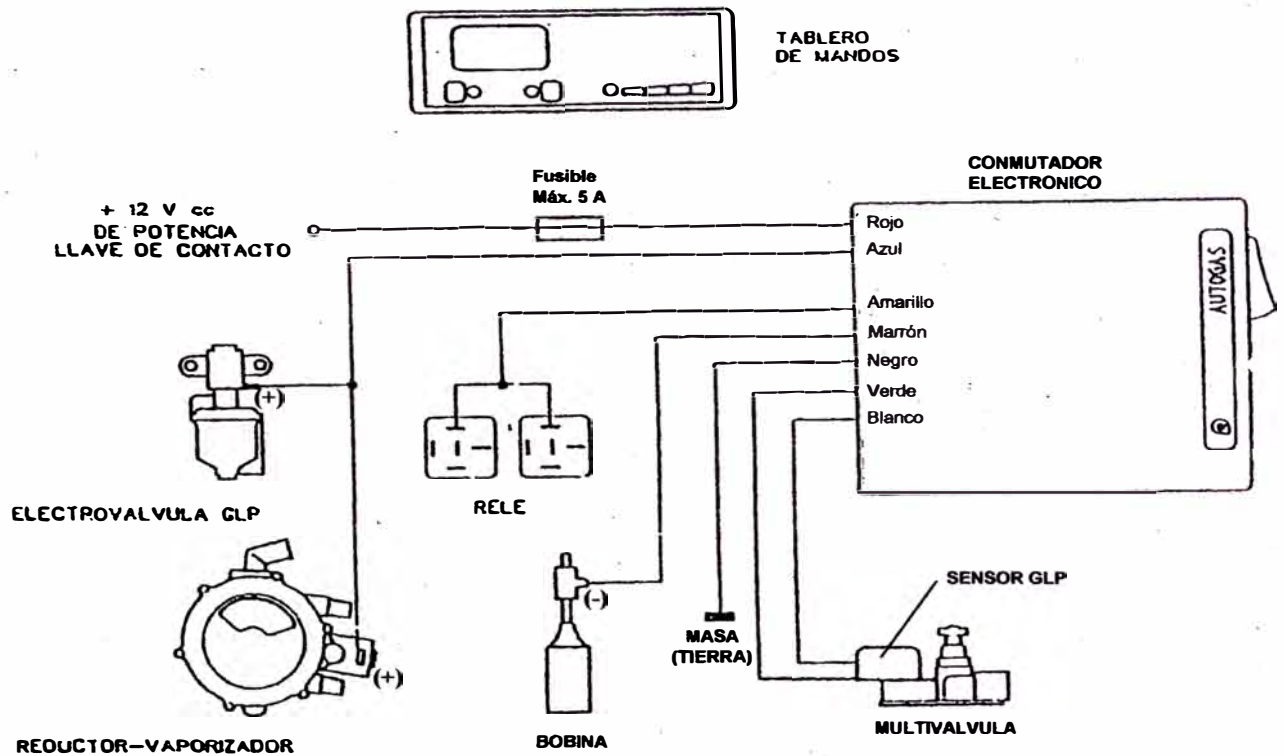 TABLERO
DE MANDOS
CONMUTADOR
ELECTRONICO
Fusible
Máx. 5 A
+ 12 V cc
DE POTENCIA
LLAVE DE CONTACTO
Rojo
Azul
Amarillo
Marrón
Negro
Verde
Blanco
AUTOGAS
®
(+)
ELECTROVALVULA GLP
RELE
(-)
SENSOR GLP
MASA
(TIERRA)
(+)
MULTIVALVULA
BOBINA
REDUCTOR-VAPORIZADOR